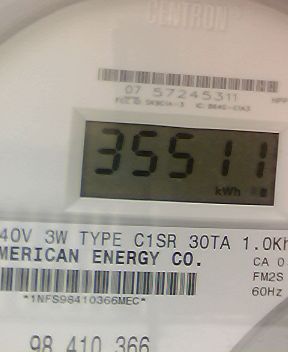 CENTRON
07 57245311
35511
kWh
40V 3W TYPE C1SR 30TA 1.0Kh
MERICAN ENERGY CO.
CA 0
FM2S
60Hz
*1NFS98410366MEC*
98 410 366